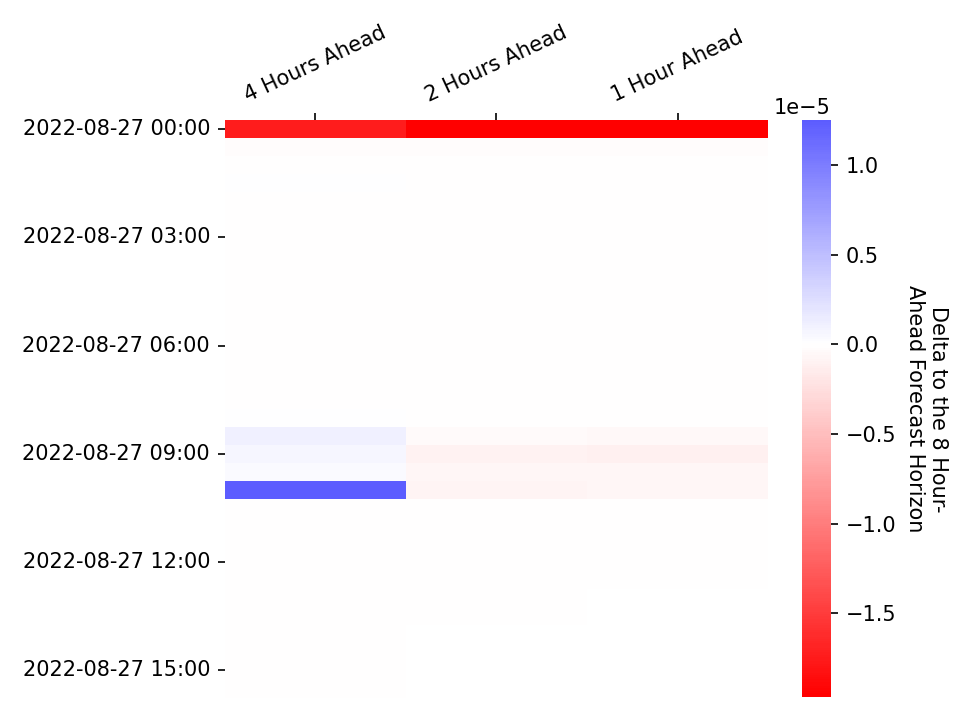 4 Hours Ahead
2 Hours Ahead
1 Hour Ahead
1e−5
2022-08-27 00:00
2022-08-27 03:00
2022-08-27 06:00
2022-08-27 09:00
2022-08-27 12:00
2022-08-27 15:00
1.0
0.5
0.0
−0.5
−1.0
−1.5
Delta to the 8 Hour-
Ahead Forecast Horizon